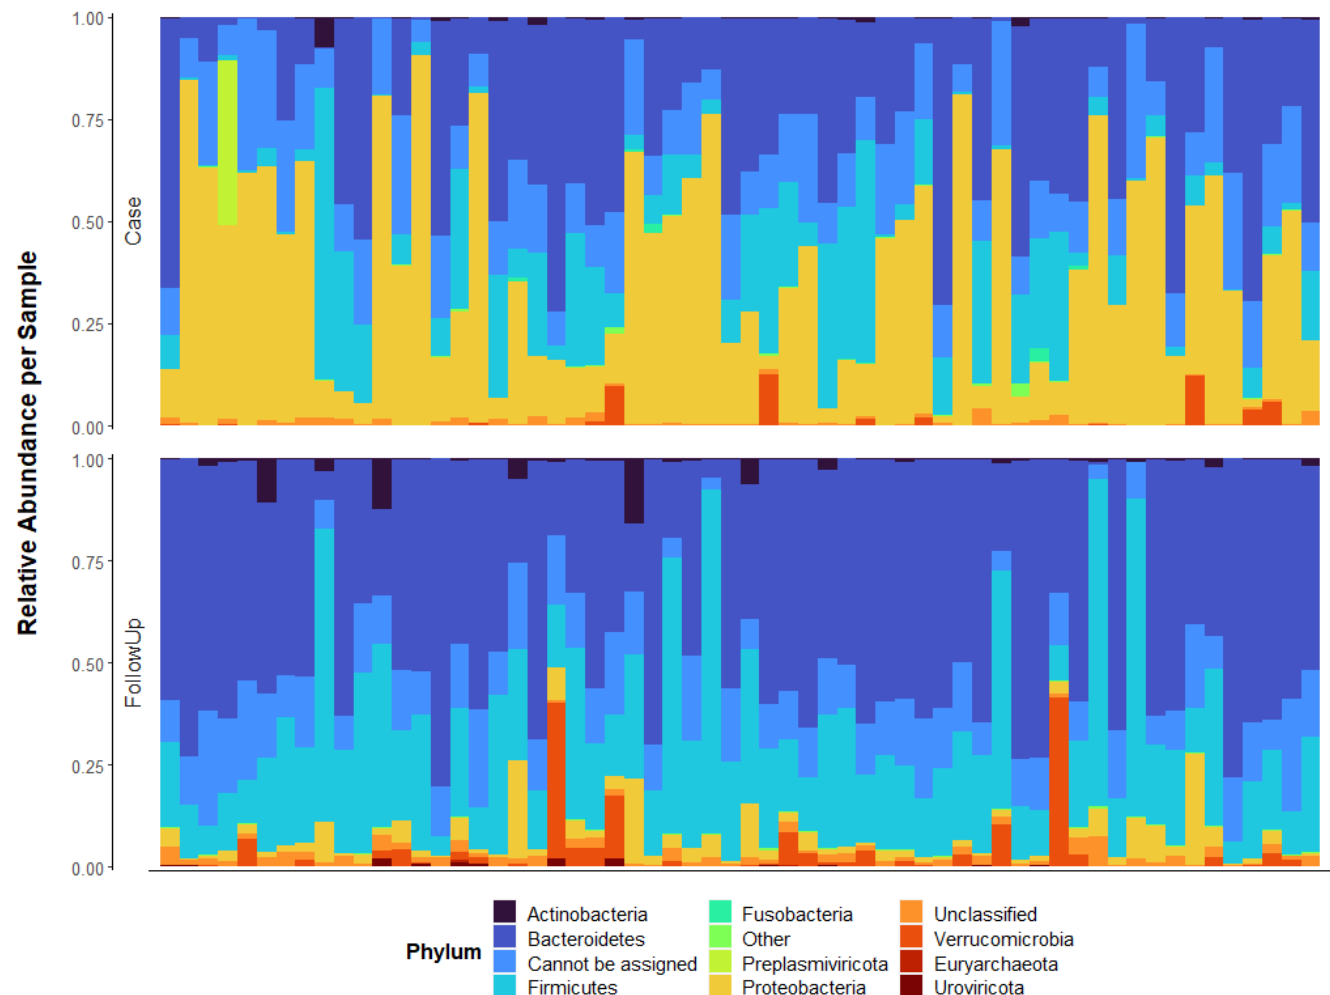 Relative Abundance per Sample
Case
1.00
0.75
0.50
0.25
0.00
FollowUp
1.00
0.75
0.50
0.25
0.00
Phylum
Actinobacteria
Bacteroidetes
Cannot be assigned
Firmicutes
Fusobacteria
Other
Preplasmiviricota
Proteobacteria
Unclassified
Verrucomicrobia
Euryarchaeota
Uroviricota